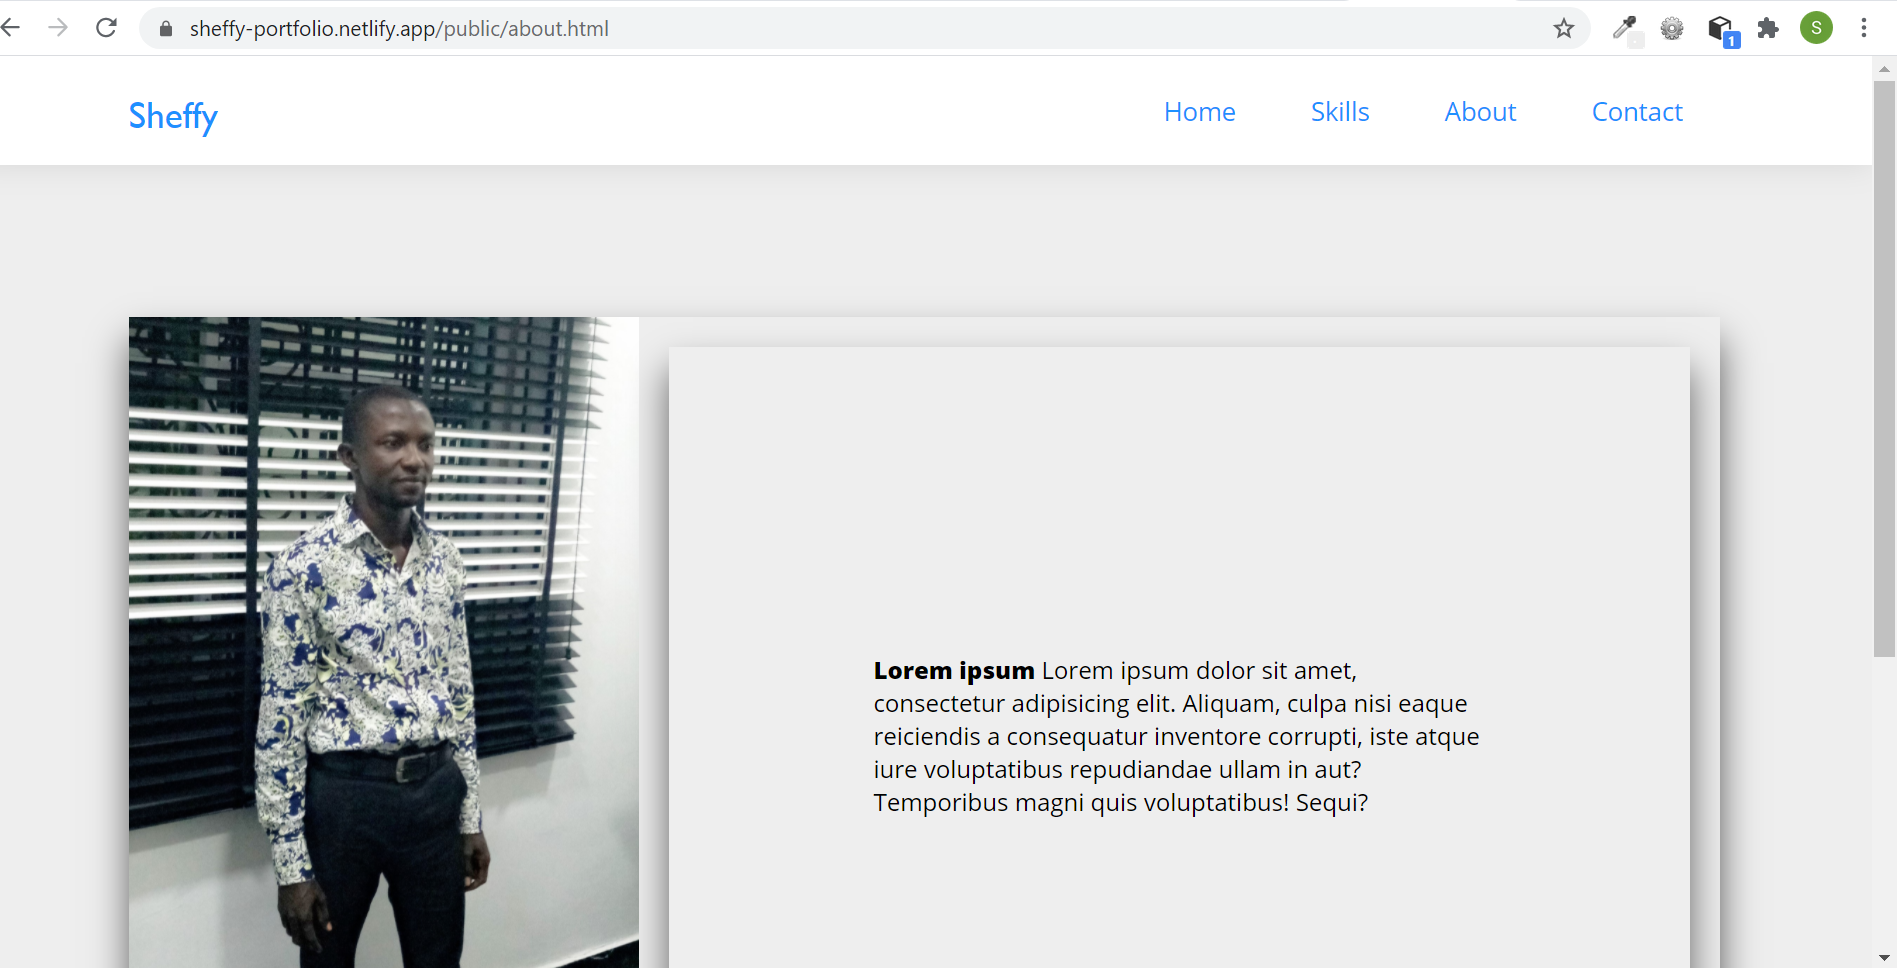 sheffy-portfolio.netlify.app/public/about.html
1
S
Sheffy
Home
Skills
About
Contact
Lorem ipsum Lorem ipsum dolor sit amet,
consectetur adipisicing elit. Aliquam, culpa nisi eaque
reiciendis a consequatur inventore corrupti, iste atque
iure voluptatibus repudiandae ullam in aut?
Temporibus magni quis voluptatibus! Sequi?